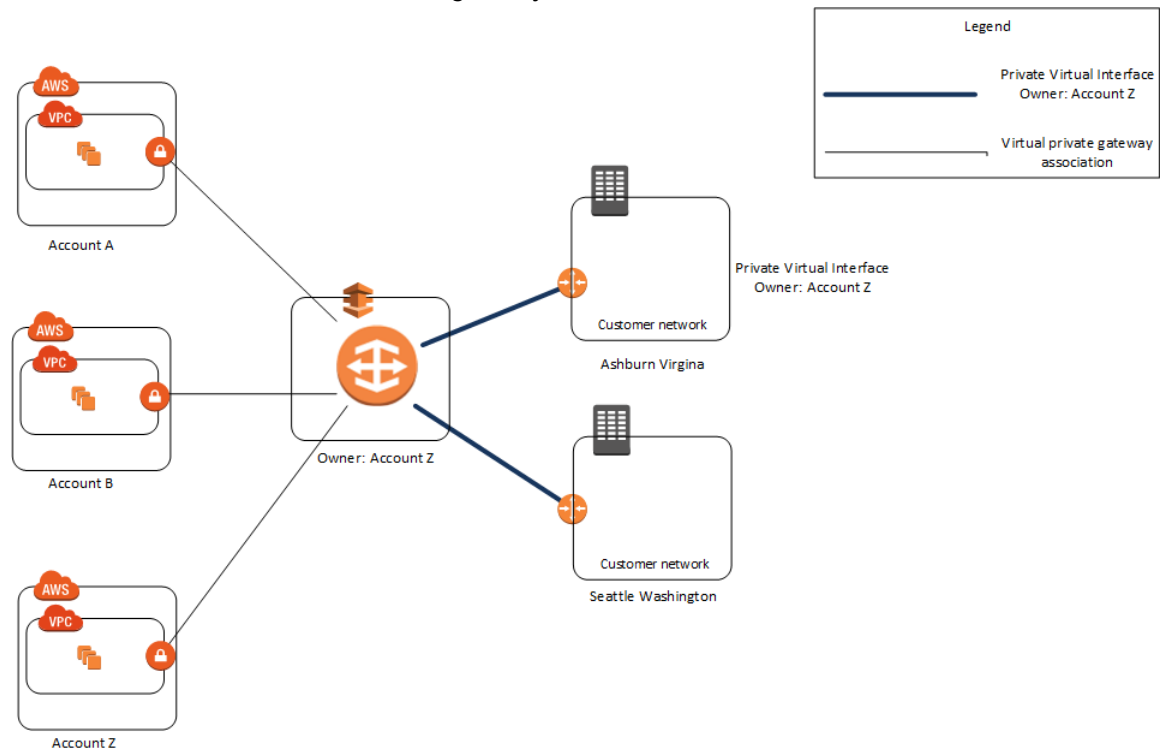 Legend
Private Virtual Interface
Owner: Account Z
Virtual private gateway
association
AWS
VPC
Account A
AWS
VPC
Account B
AWS
VPC
Account Z
Owner: Account Z
Customer network
Ashburn Virgina
Private Virtual Interface
Owner: Account Z
Customer network
Seattle Washington